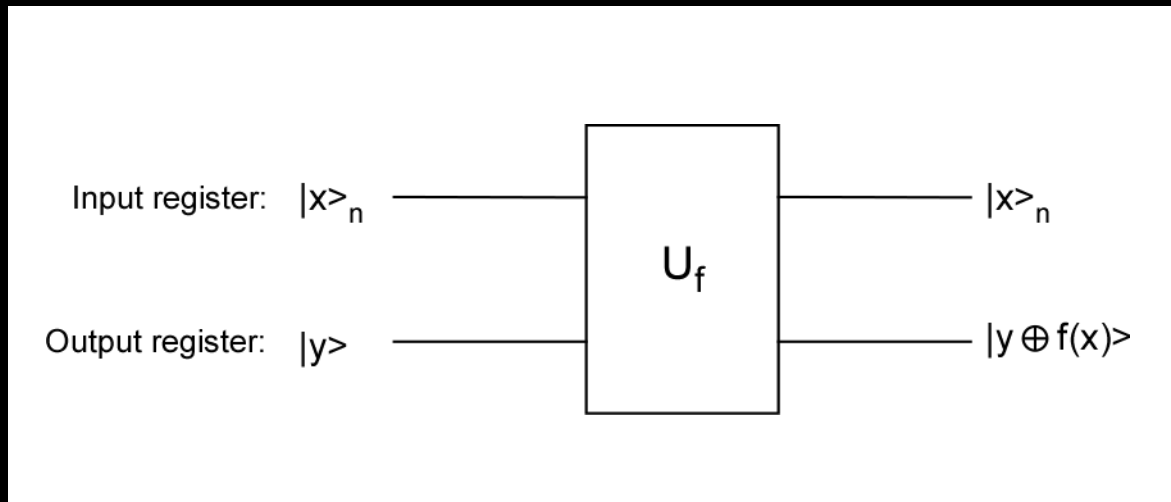 Input register: |x>n |x>n
Uf
Output register: |y> |y ⊕ f(x)>